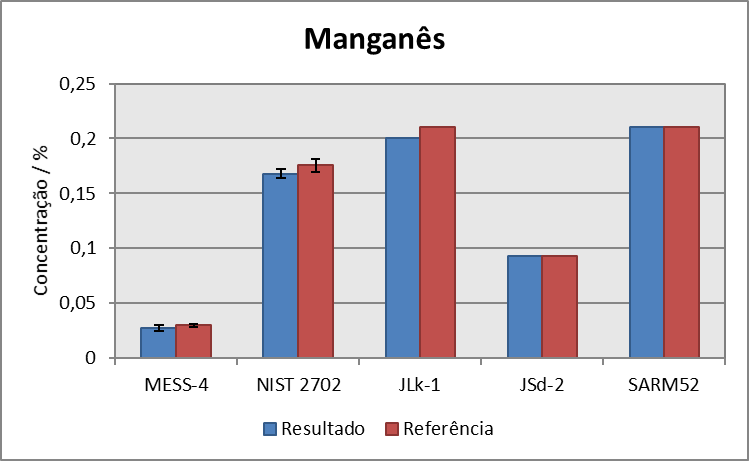 Manganês
Concentração / %
0,25
0,2
0,15
0,1
0,05
0
MESS-4 NIST 2702 JLk-1 JSd-2 SARM52
Resultado Referência